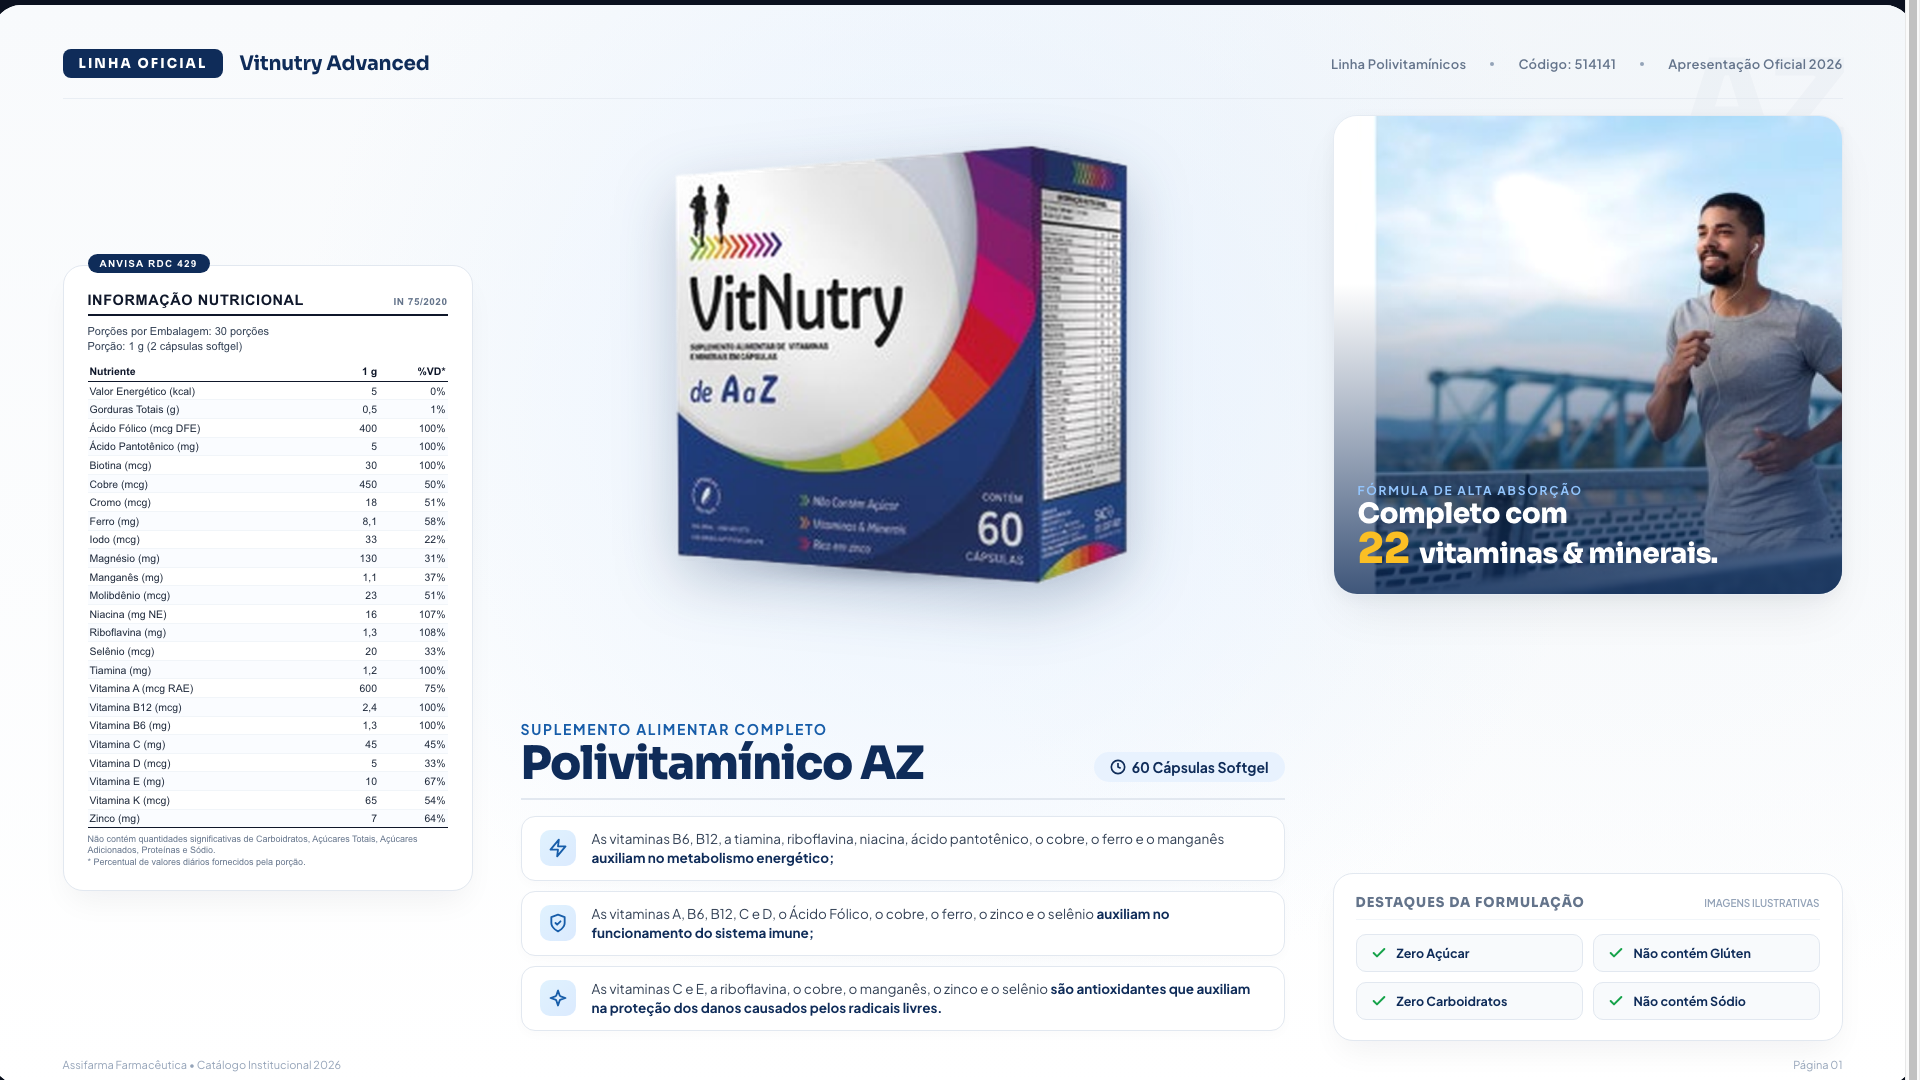 LINHA OFICIAL Vitnutry Advanced
Linha Polivitamínicos • Código: 514141 • Apresentação Oficial 2026
AZ
ANVISA RDC 429
INFORMAÇÃO NUTRICIONAL IN 75/2020
Porções por Embalagem: 30 porções
Porção: 1 g (2 cápsulas softgel)
Nutriente 1 g %VD*
Valor Energético (kcal) 5 0%
Gorduras Totais (g) 0,5 1%
Ácido Fólico (mcg DFE) 400 100%
Ácido Pantotênico (mg) 5 100%
Biotina (mcg) 30 100%
Cobre (mcg) 450 50%
Cromo (mcg) 18 51%
Ferro (mg) 8,1 58%
Iodo (mcg) 33 22%
Magnésio (mg) 130 31%
Manganês (mg) 1,1 37%
Molibdênio (mcg) 23 51%
Niacina (mg NE) 16 107%
Riboflavina (mg) 1,3 108%
Selênio (mcg) 20 33%
Tiamina (mg) 1,2 100%
Vitamina A (mcg RAE) 600 75%
Vitamina B12 (mcg) 2,4 100%
Vitamina B6 (mg) 1,3 100%
Vitamina C (mg) 45 45%
Vitamina D (mcg) 5 33%
Vitamina E (mg) 10 67%
Vitamina K (mcg) 65 54%
Zinco (mg) 7 64%
Não contém quantidades significativas de Carboidratos, Açúcares Totais, Açúcares
Adicionados, Proteínas e Sódio.
* Percentual de valores diários fornecidos pela porção.
VitNutry
SUPLEMENTO ALIMENTAR DE VITAMINAS
E MINERAIS EM CÁPSULAS
de A a Z
Não Contém Açúcar
Vitaminas & Minerais
Rico em zinco
CONTÉM
60
CÁPSULAS
SUPLEMENTO ALIMENTAR COMPLETO
Polivitamínico AZ
60 Cápsulas Softgel
As vitaminas B6, B12, a tiamina, riboflavina, niacina, ácido pantotênico, o cobre, o ferro e o manganês
auxiliam no metabolismo energético;
As vitaminas A, B6, B12, C e D, o Ácido Fólico, o cobre, o ferro, o zinco e o selênio auxiliam no
funcionamento do sistema imune;
As vitaminas C e E, a riboflavina, o cobre, o manganês, o zinco e o selênio são antioxidantes que auxiliam
na proteção dos danos causados pelos radicais livres.
FÓRMULA DE ALTA ABSORÇÃO
Completo com
22 vitaminas & minerais.
DESTAQUES DA FORMULAÇÃO IMAGENS ILUSTRATIVAS
Zero Açúcar
Não contém Glúten
Zero Carboidratos
Não contém Sódio
Assifarma Farmacêutica • Catálogo Institucional 2026
Página 01